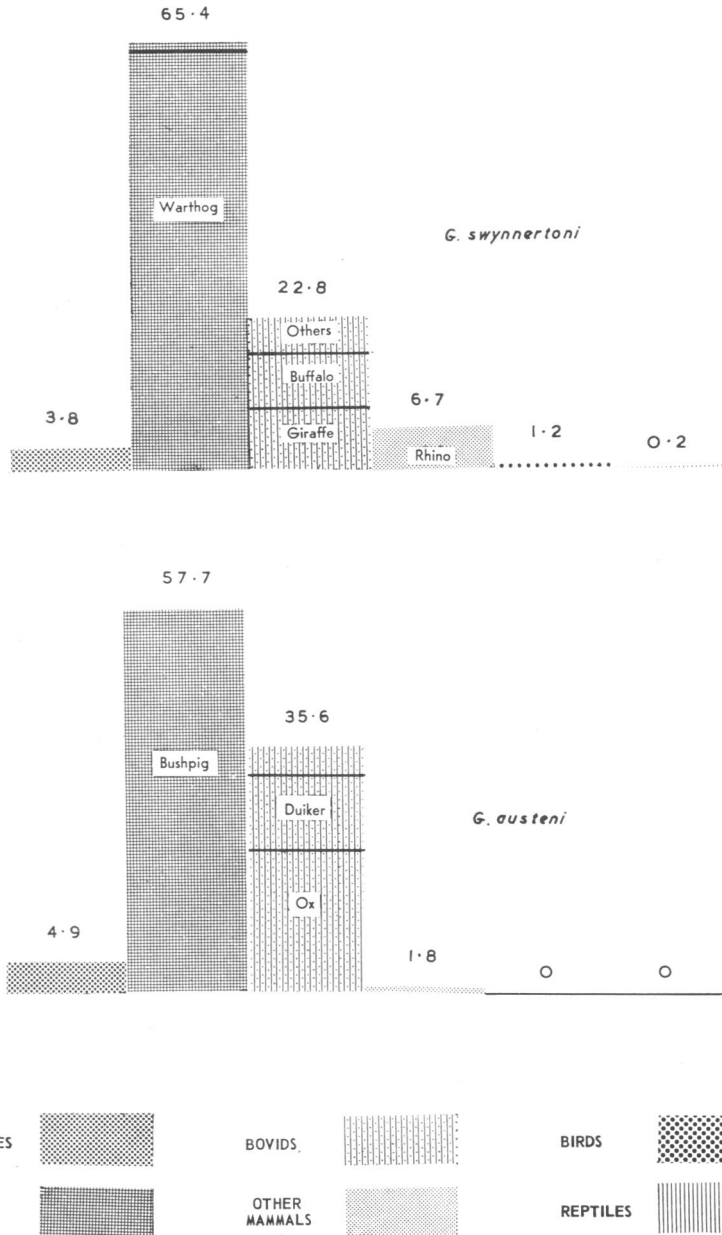 65·4
Warthog
G. swynnertoni
22·8
Others
Buffalo
Giraffe
3·8
6·7
Rhino
1·2
0·2
57·7
Bushpig
35·6
Duiker
Ox
G. austeni
4·9
1·8
0
0
ES
BOVIDS
BIRDS
OTHER
MAMMALS
REPTILES